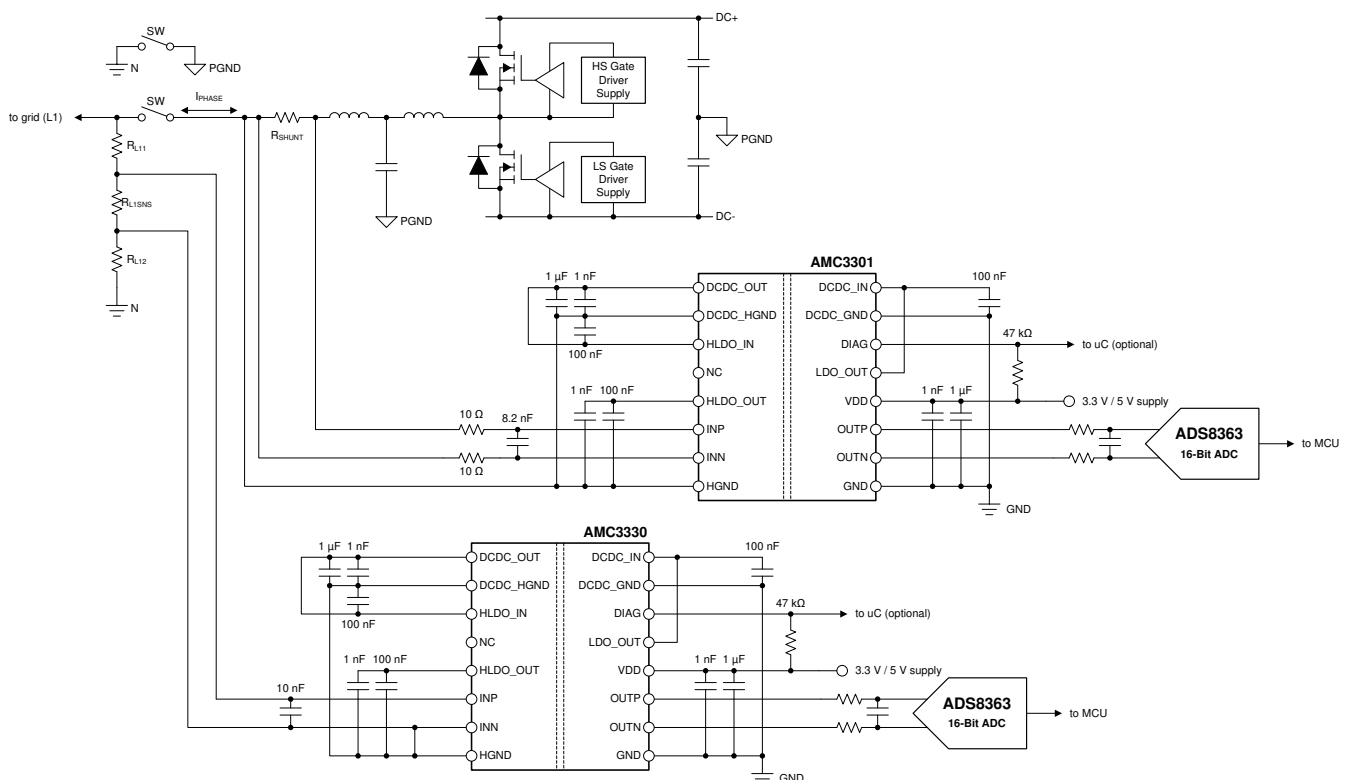 DC+
SW
HS Gate
Driver
Supply
N
PGND
SW
IPHASE
to grid (L1)
RSHUNT
PGND
RL11
LS Gate
Driver
Supply
RL1SNS
PGND
DC-
RL12
N
AMC3301
1 µF 1 nF
100 nF
DCDC_OUT
DCDC_IN
DCDC_HGND
DCDC_GND
47 kΩ
HLDO_IN
DIAG
to uC (optional)
100 nF
NC
LDO_OUT
1 nF 100 nF
1 nF 1 µF
HLDO_OUT
VDD
3.3 V / 5 V supply
10 Ω
8.2 nF
INP
OUTP
ADS8363
16-Bit ADC
to MCU
INN
OUTN
10 Ω
HGND
GND
GND
AMC3330
1 µF 1 nF
100 nF
DCDC_OUT
DCDC_IN
DCDC_HGND
DCDC_GND
47 kΩ
HLDO_IN
DIAG
to uC (optional)
100 nF
NC
LDO_OUT
1 nF 100 nF
1 nF 1 µF
HLDO_OUT
VDD
3.3 V / 5 V supply
10 nF
INP
OUTP
ADS8363
16-Bit ADC
to MCU
INN
OUTN
HGND
GND
GND